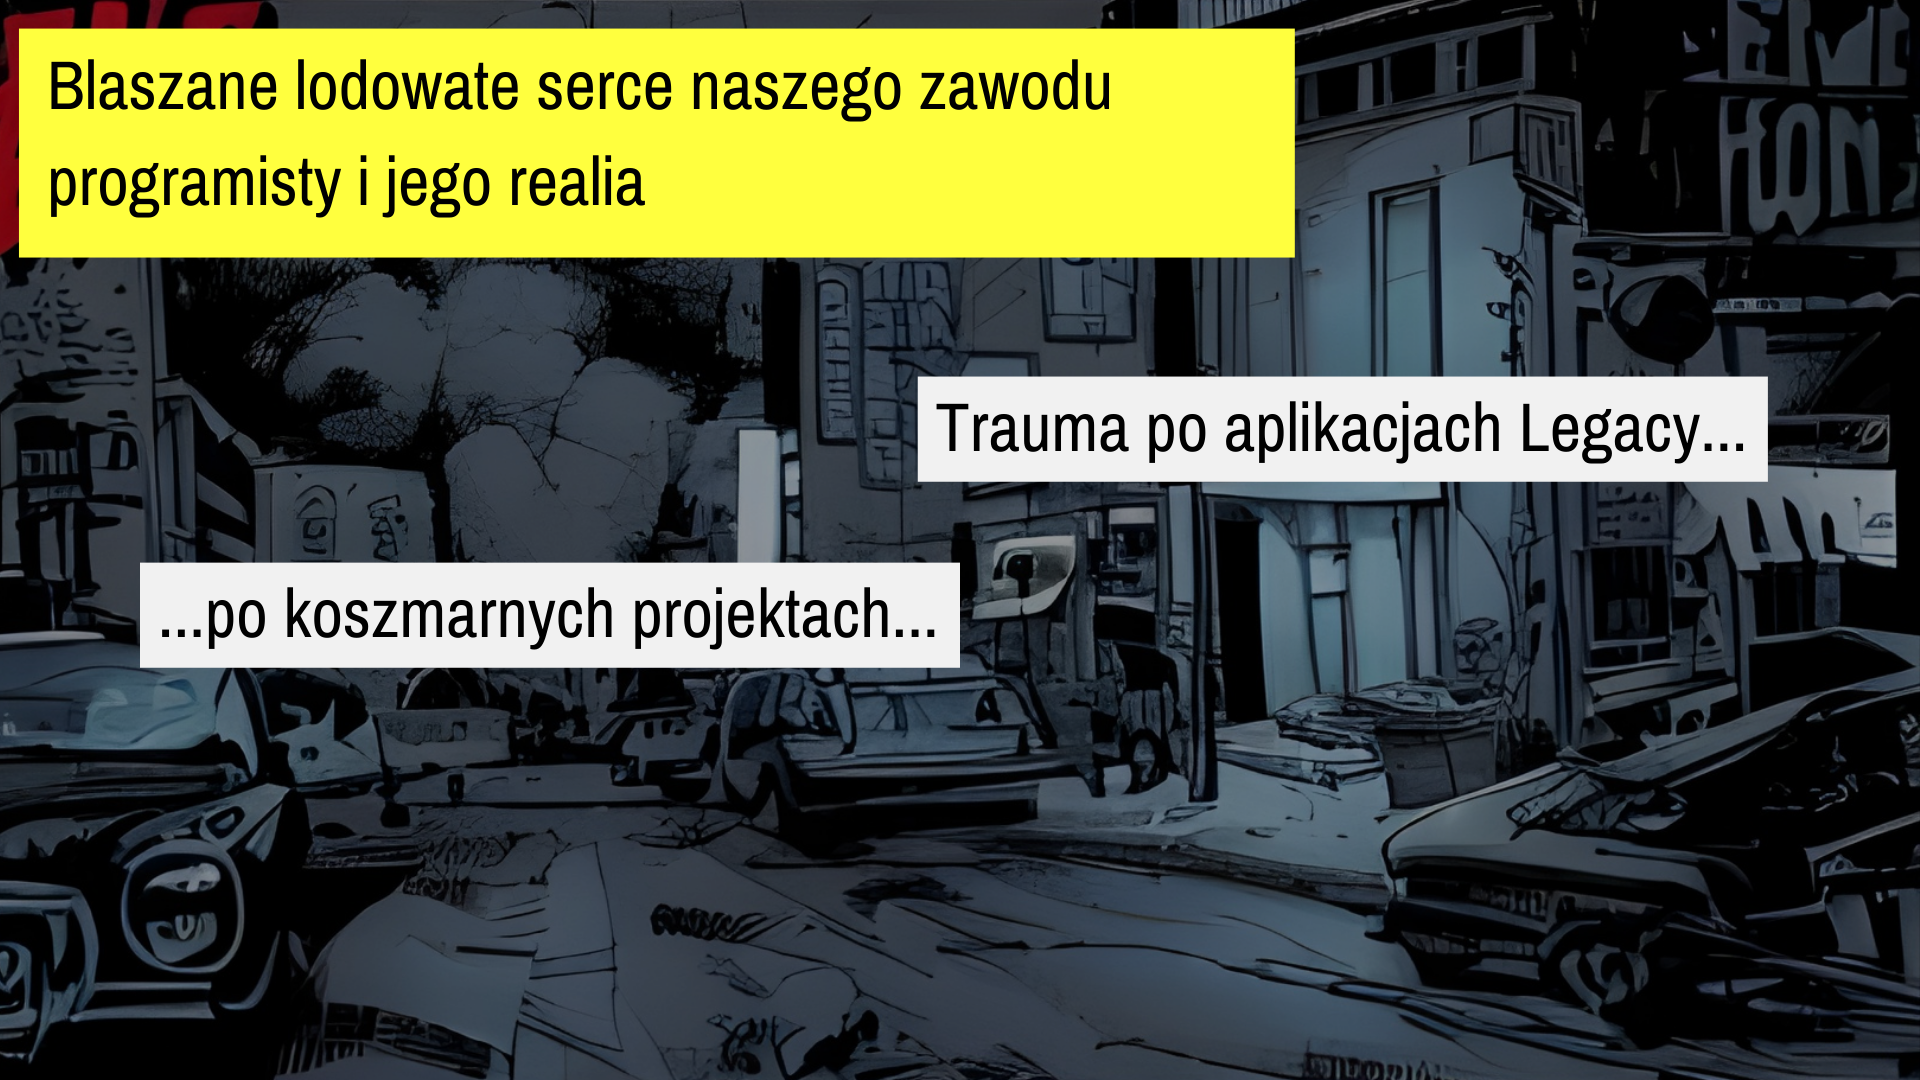 Blaszane lodowate serce naszego zawodu
programisty i jego realia
Trauma po aplikacjach Legacy...
...po koszmarnych projektach...